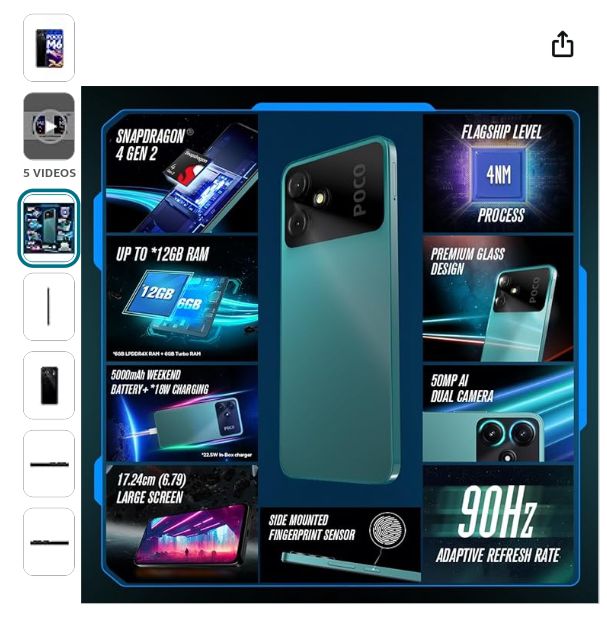 POCO
M6
5 VIDEOS
SNAPDRAGON®
4 GEN 2
Snapdragon
UP TO *12GB RAM
12GB
6GB
*6GB LPDDR4X RAM + 6GB Turbo RAM
5000mAh WEEKEND
BATTERY+ *18W CHARGING
POCO
*22.5W In-Box charger
17.24cm (6.79)
LARGE SCREEN
POCO
SIDE MOUNTED
FINGERPRINT SENSOR
FLAGSHIP LEVEL
4NM
PROCESS
PREMIUM GLASS
DESIGN
POCO
50MP AI
DUAL CAMERA
90Hz
ADAPTIVE REFRESH RATE